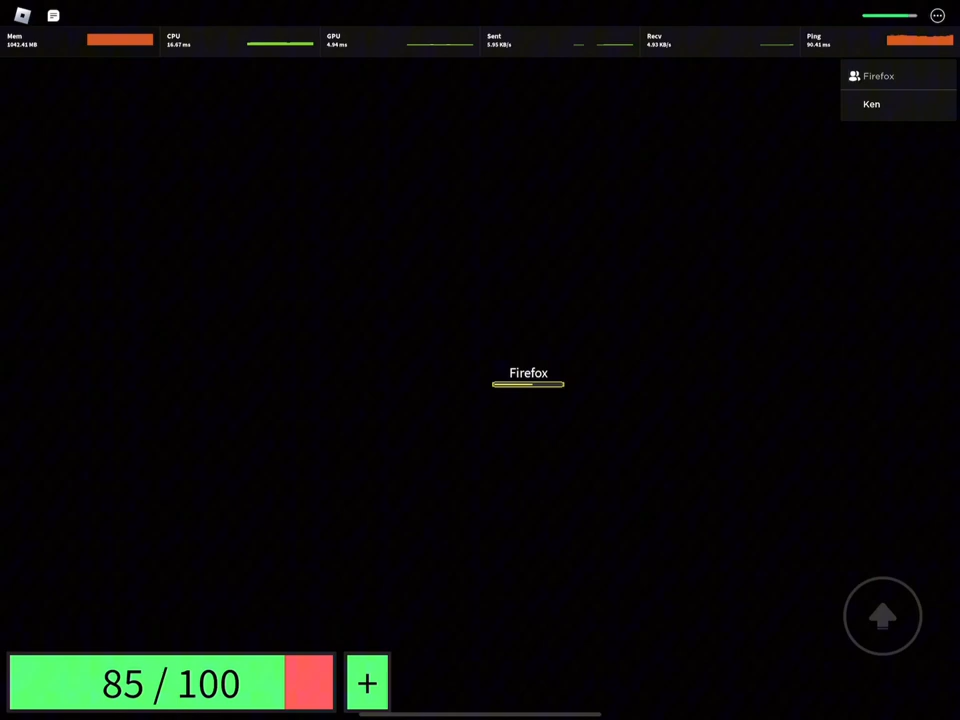 Mem
1042.41 MB
CPU
16.67 ms
GPU
4.94 ms
Sent
5.95 KB/s
Recv
4.93 KB/s
Ping
90.41 ms
Firefox
Ken
Firefox
85 / 100
+